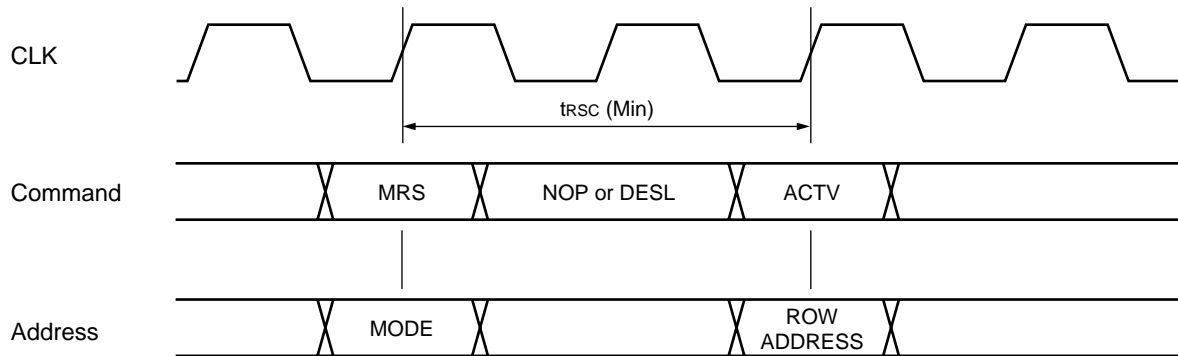 CLK
tRSC (Min)
Command
MRS
NOP or DESL
ACTV
Address
MODE
ROW
ADDRESS